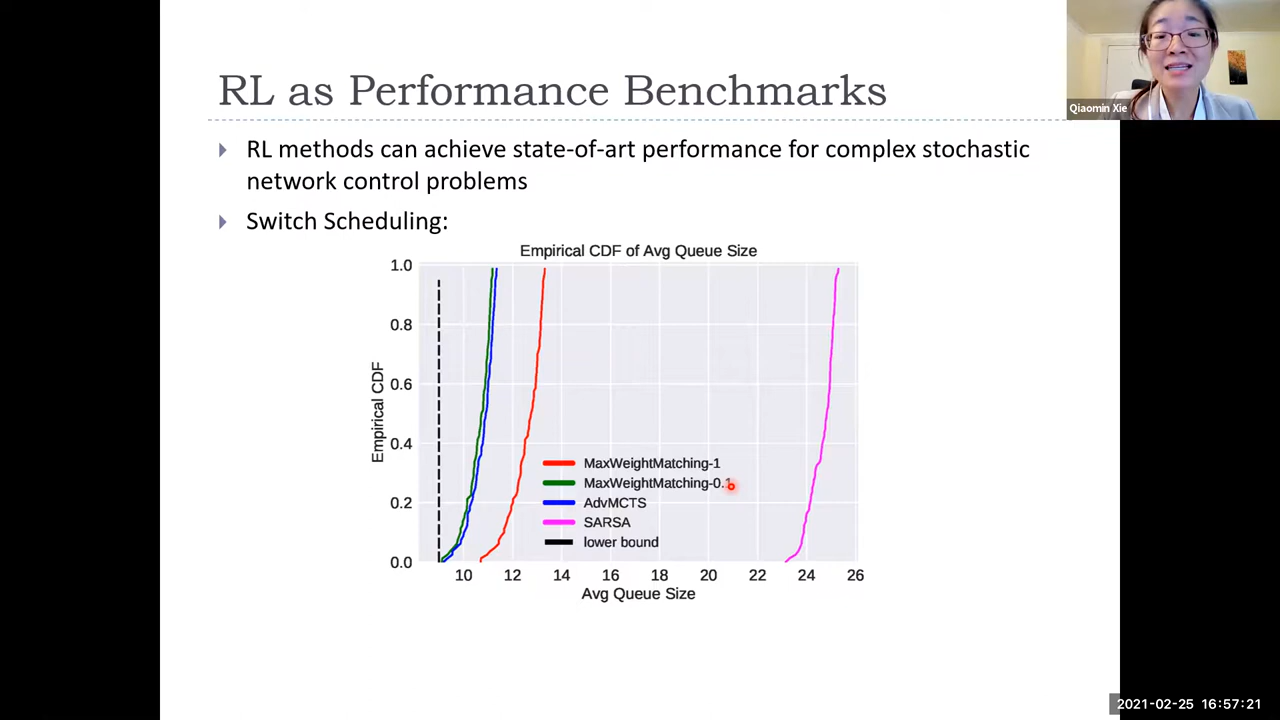 RL as Performance Benchmarks
Qiaomin Xie
RL methods can achieve state-of-art performance for complex stochastic
network control problems
Switch Scheduling:
Empirical CDF of Avg Queue Size
1.0
0.8
0.6
0.4
0.2
0.0
Empirical CDF
MaxWeightMatching-1
MaxWeightMatching-0.1
AdvMCTS
SARSA
lower bound
10 12 14 16 18 20 22 24 26
Avg Queue Size
2021-02-25 16:57:21